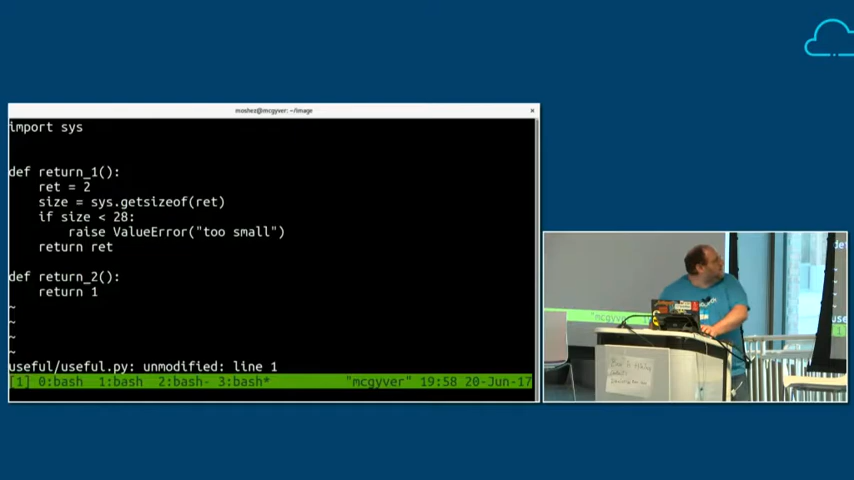 moshez@mcgyver: ~/image
×
import sys
def return_1():
    ret = 2
    size = sys.getsizeof(ret)
    if size < 28:
        raise ValueError("too small")
    return ret
def return_2():
    return 1
~
~
~
~
useful/useful.py: unmodified: line 1
[1] 0:bash  1:bash  2:bash- 3:bash*  "mcgyver" 19:58 20-Jun-17
"mcgyver"